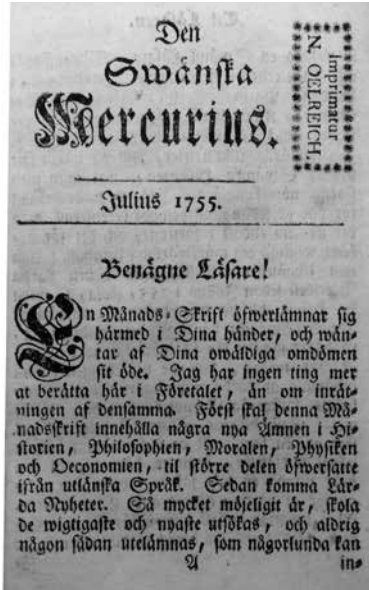 Den
Swänska
Mercurius.
Imprimatur
N. OELREICH.
Julius 1755.
Benägne Läsare!
En Månads-Skrift öfwerlämnar sig
härmed i Dina händer, och wän-
tar af Dina owäldiga omdömen
sit öde. Jag har ingen ting mer
at berätta här i Företalet, än om inrät-
ningen af densamma. Först skal denna Må-
nadsskrift innehålla några nya Ämnen i Hi-
storien, Philosophien, Moralen, Physiken
och Oeconomien, til större delen öfwersatte
ifrån utlänska Språk. Sedan komma Lär-
da Nyheter. Så mycket möjeligit är, skola
de wigtigaste och nyaste utsökas, och aldrig
någon sådan utelämnas, som någorlunda kan
A in-